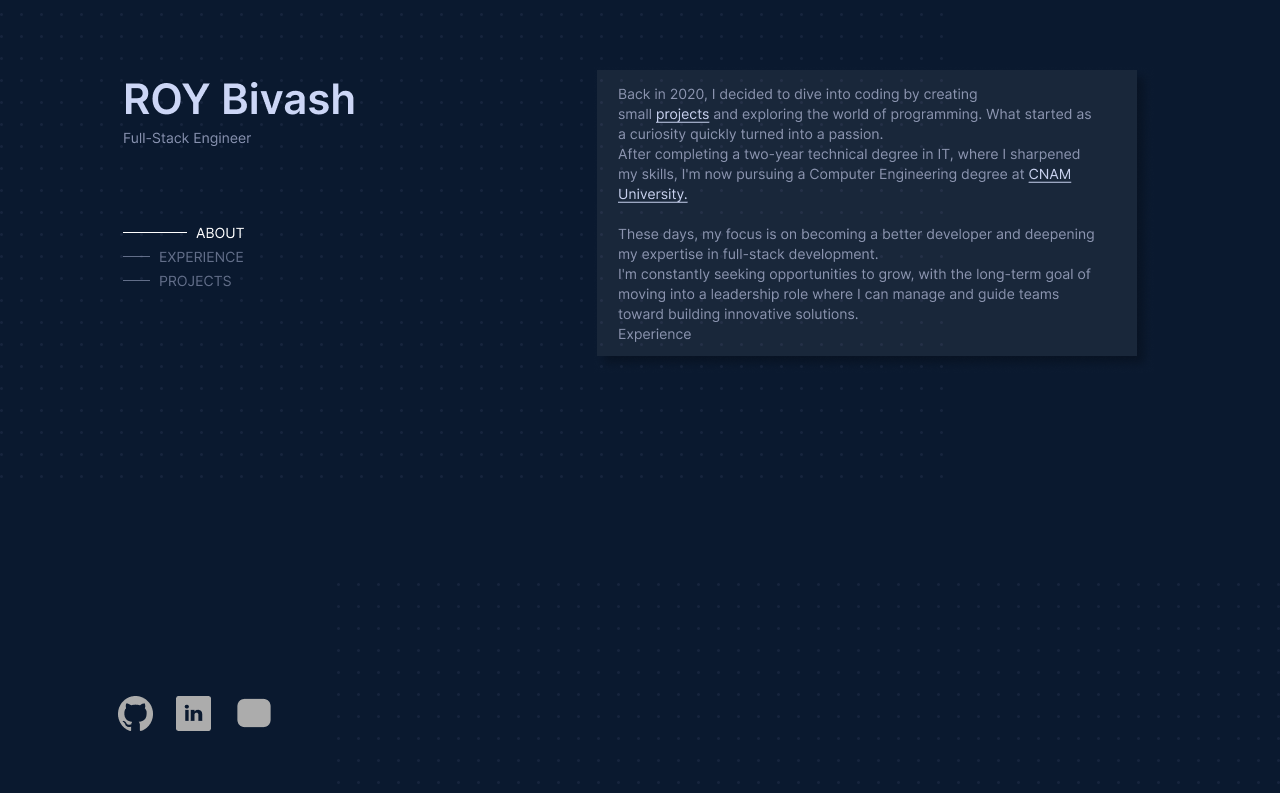 ROY Bivash
Full-Stack Engineer
ABOUT
EXPERIENCE
PROJECTS
Back in 2020, I decided to dive into coding by creating
small projects and exploring the world of programming. What started as
a curiosity quickly turned into a passion.
After completing a two-year technical degree in IT, where I sharpened
my skills, I'm now pursuing a Computer Engineering degree at CNAM
University.
These days, my focus is on becoming a better developer and deepening
my expertise in full-stack development.
I'm constantly seeking opportunities to grow, with the long-term goal of
moving into a leadership role where I can manage and guide teams
toward building innovative solutions.
Experience
in